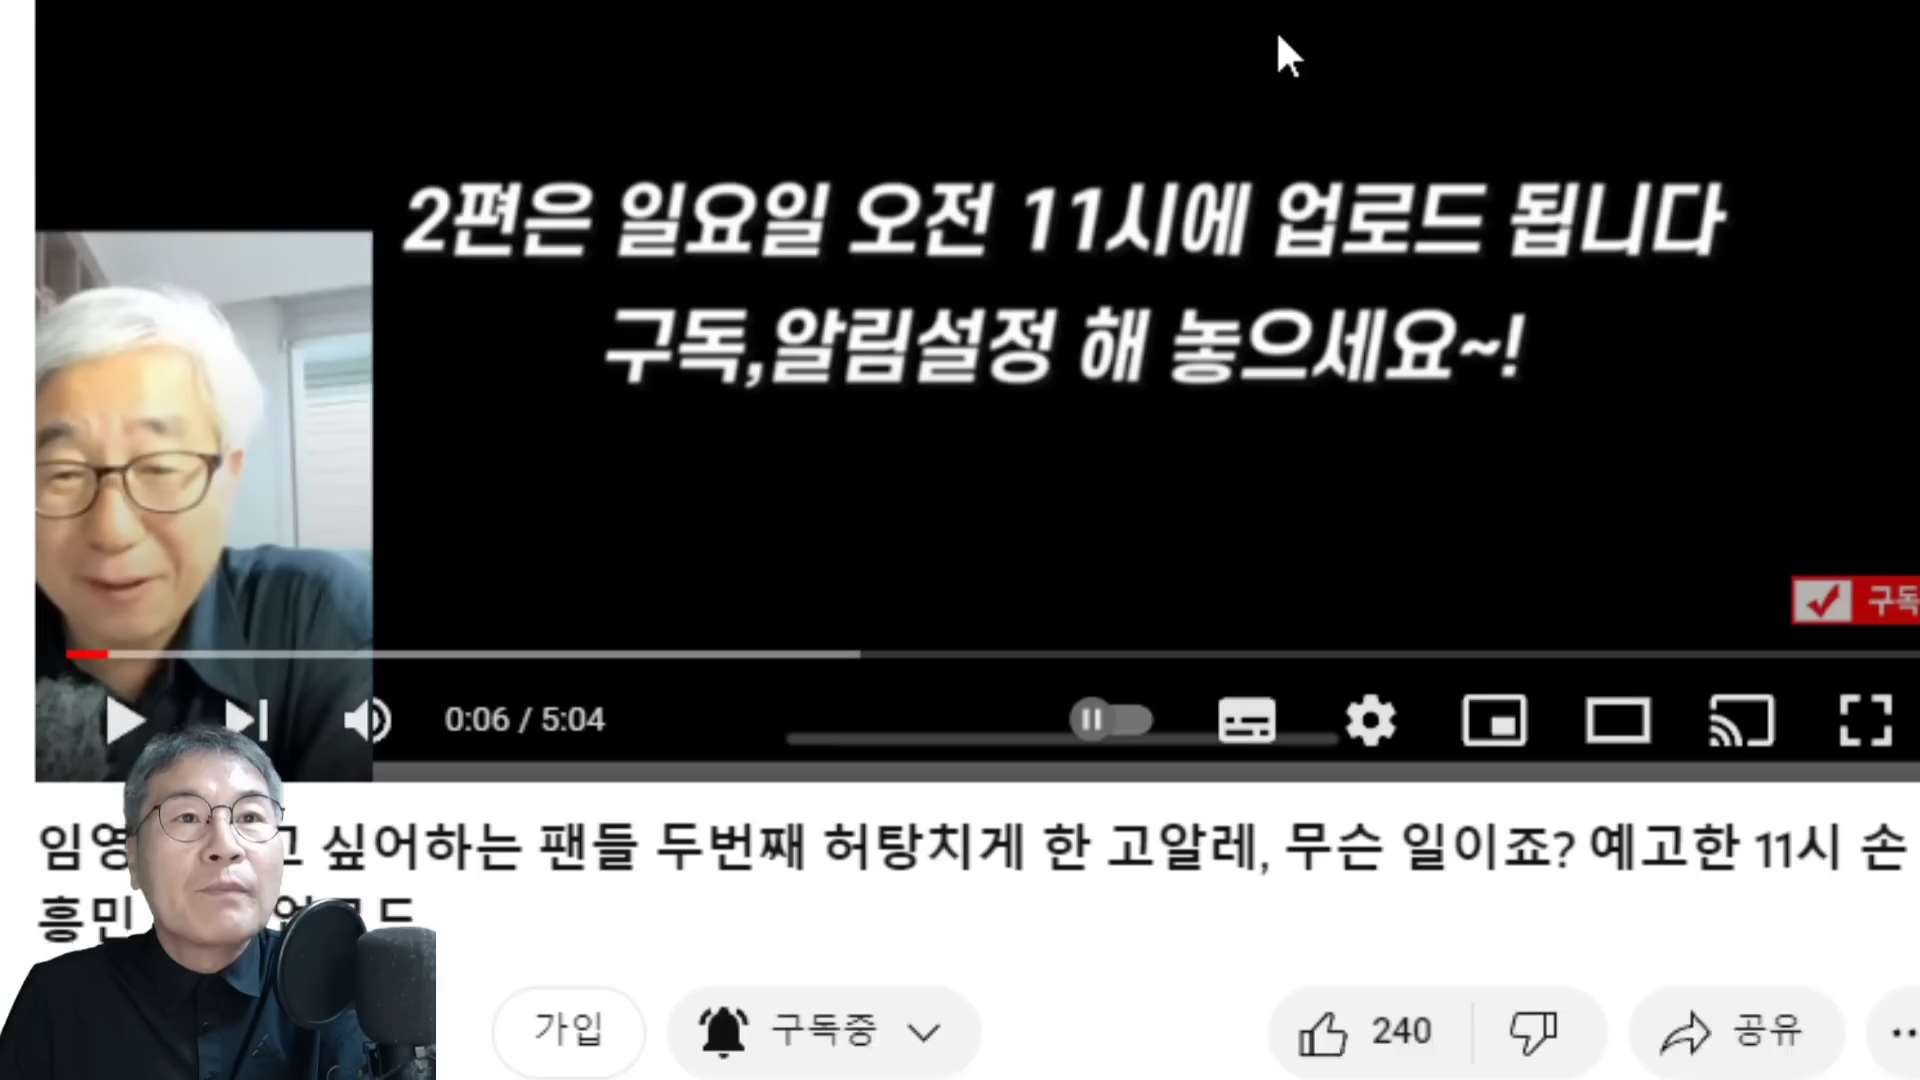 2편은 일요일 오전 11시에 업로드 됩니다
구독,알림설정 해 놓으세요~!
구독
0:06 / 5:04
싶어하는 팬들 두번째 허탕치게 한 고알레, 무슨 일이죠? 예고한 11시 손
흥민
가입
구독중
240
공유